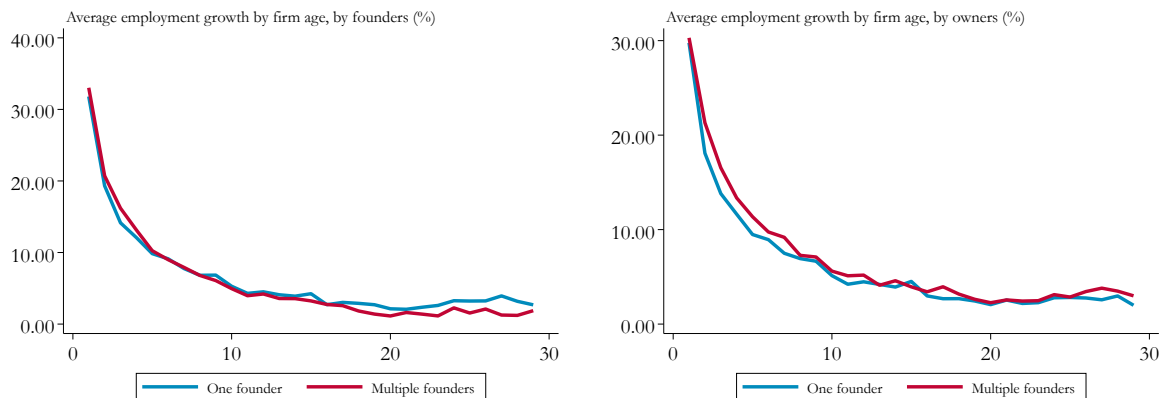 Average employment growth by firm age, by founders (%)
40.00
30.00
20.00
10.00
0.00
0 10 20 30
One founder Multiple founders
Average employment growth by firm age, by owners (%)
30.00
20.00
10.00
0.00
0 10 20 30
One founder Multiple founders